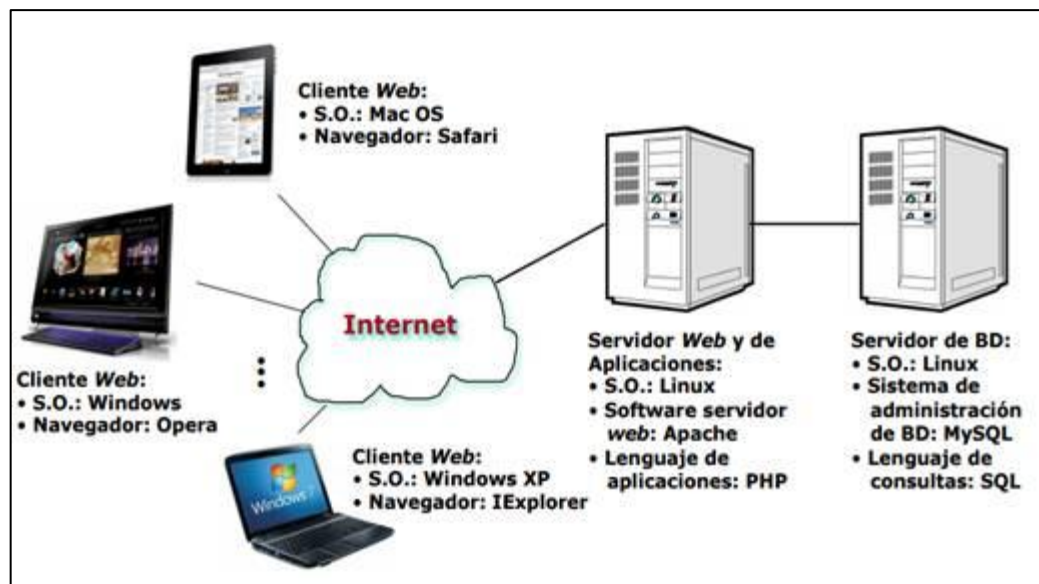 Cliente Web:
• S.O.: Mac OS
• Navegador: Safari
Cliente Web:
• S.O.: Windows
• Navegador: Opera
Internet
Cliente Web:
• S.O.: Windows XP
• Navegador: IExplorer
Windows 7
Servidor Web y de
Aplicaciones:
• S.O.: Linux
• Software servidor
web: Apache
• Lenguaje de
aplicaciones: PHP
Servidor de BD:
• S.O.: Linux
• Sistema de
administración
de BD: MySQL
• Lenguaje de
consultas: SQL